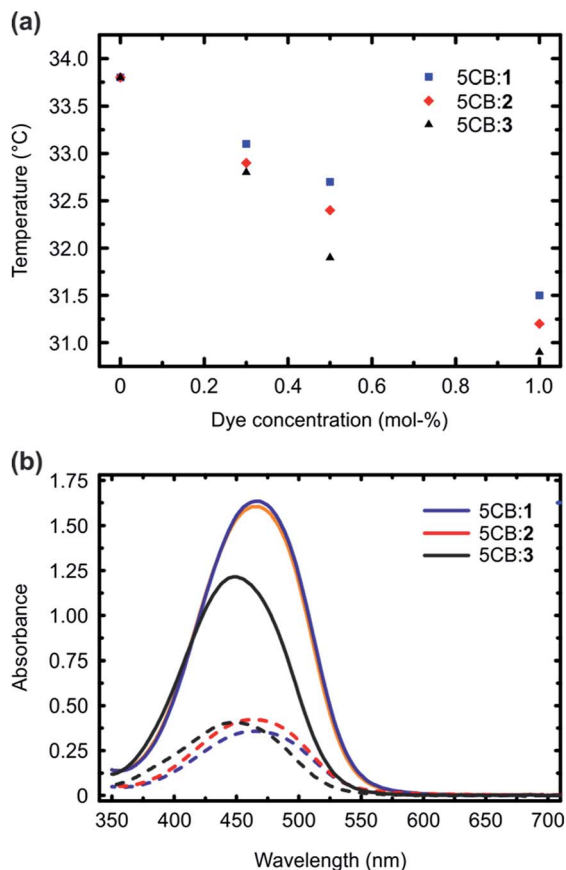 (a)
34.0
33.5
33.0
32.5
32.0
31.5
31.0
Temperature (°C)
5CB:1
5CB:2
5CB:3
0 0.2 0.4 0.6 0.8 1.0
Dye concentration (mol-%)
(b)
1.75
1.50
1.25
1.00
0.75
0.50
0.25
0
Absorbance
5CB:1
5CB:2
5CB:3
350 400 450 500 550 600 650 700
Wavelength (nm)